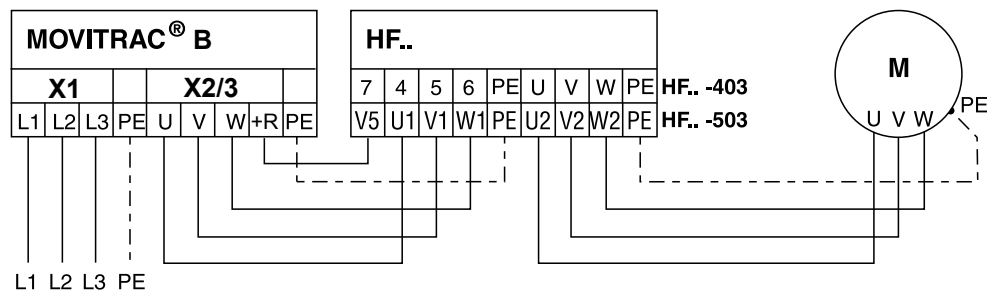 MOVITRAC® B
HF..
M
X1 X2/3
7 4 5 6 PE U V W PE HF.. -403
L1 L2 L3 PE U V W +R PE
V5 U1 V1 W1 PE U2 V2 W2 PE HF.. -503
U V W PE
L1 L2 L3 PE